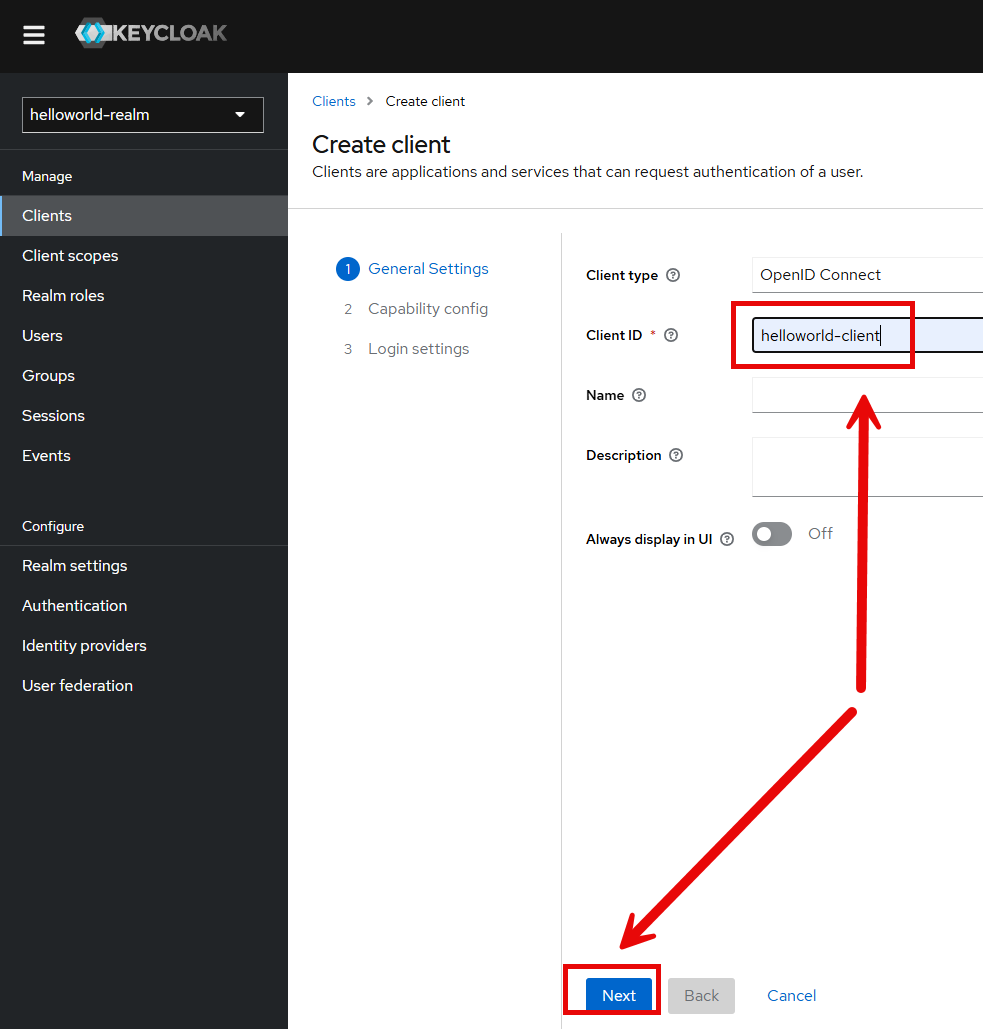 KEYCLOAK
helloworld-realm
Manage
Clients
Client scopes
Realm roles
Users
Groups
Sessions
Events
Configure
Realm settings
Authentication
Identity providers
User federation
Clients > Create client
Create client
Clients are applications and services that can request authentication of a user.
1 General Settings
2 Capability config
3 Login settings
Client type ? OpenID Connect
Client ID * ? helloworld-client
Name ?
Description ?
Always display in UI ? Off
Next Back Cancel